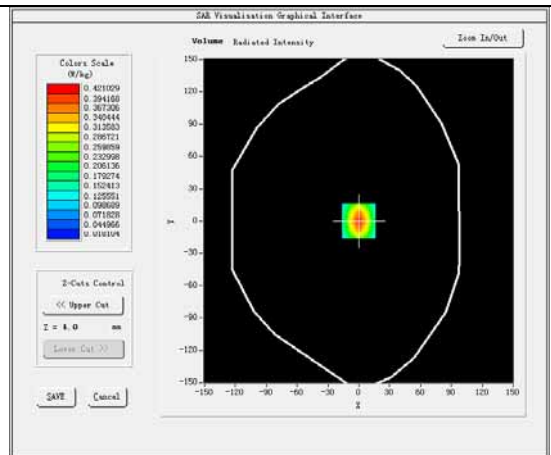 SAR Visualisation Graphical Interface
Volume Radiated Intensity
Zoom In/Out
Colors Scale
(W/kg)
0.421029
0.394168
0.367306
0.340444
0.313583
0.286721
0.259859
0.232998
0.206136
0.179274
0.152413
0.125551
0.098689
0.071828
0.044966
0.018104
Z-Cuts Control
<< Upper Cut
Z = 4.0 mm
Lower Cut >>
SAVE
Cancel
150
120
90
60
30
0
-30
-60
-90
-120
-150
Y
-150 -120 -90 -60 -30 0 30 60 90 120 150
X